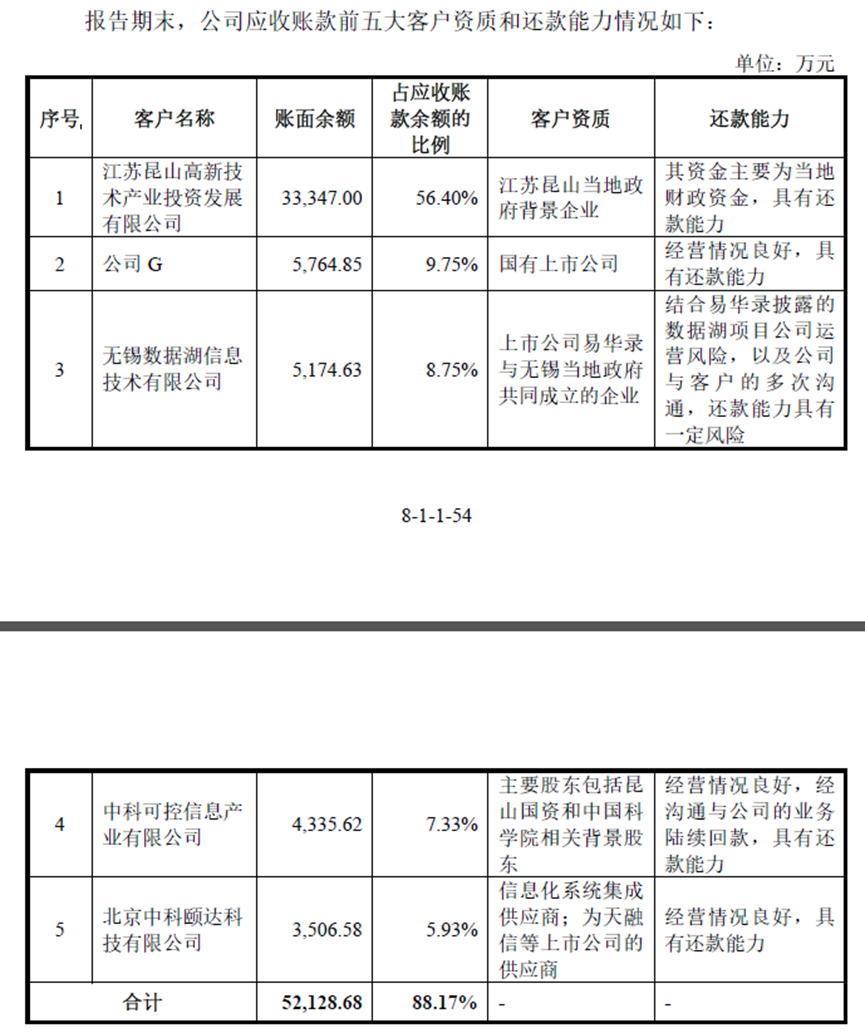 报告期末，公司应收账款前五大客户资质和还款能力情况如下：
单位：万元
序号
客户名称
账面余额
占应收账
款余额的
比例
客户资质
还款能力
1
江苏昆山高新技
术产业投资发展
有限公司
33,347.00
56.40%
江苏昆山当地政
府背景企业
其资金主要为当地
财政资金，具有还
款能力
2
公司 G
5,764.85
9.75%
国有上市公司
经营情况良好，具
有还款能力
3
无锡数据湖信息
技术有限公司
5,174.63
8.75%
上市公司易华录
与无锡当地政府
共同成立的企业
结合易华录披露的
数据湖项目公司运
营风险，以及公司
与客户的多次沟
通，还款能力具有
一定风险
8-1-1-54
4
中科可控信息产
业有限公司
4,335.62
7.33%
主要股东包括昆
山国资和中国科
学院相关背景股
东
经营情况良好，经
沟通与公司的业务
陆续回款，具有还
款能力
5
北京中科颐达科
技有限公司
3,506.58
5.93%
信息化系统集成
供应商；为天融
信等上市公司的
供应商
经营情况良好，具
有还款能力
合计
52,128.68
88.17%
-
-